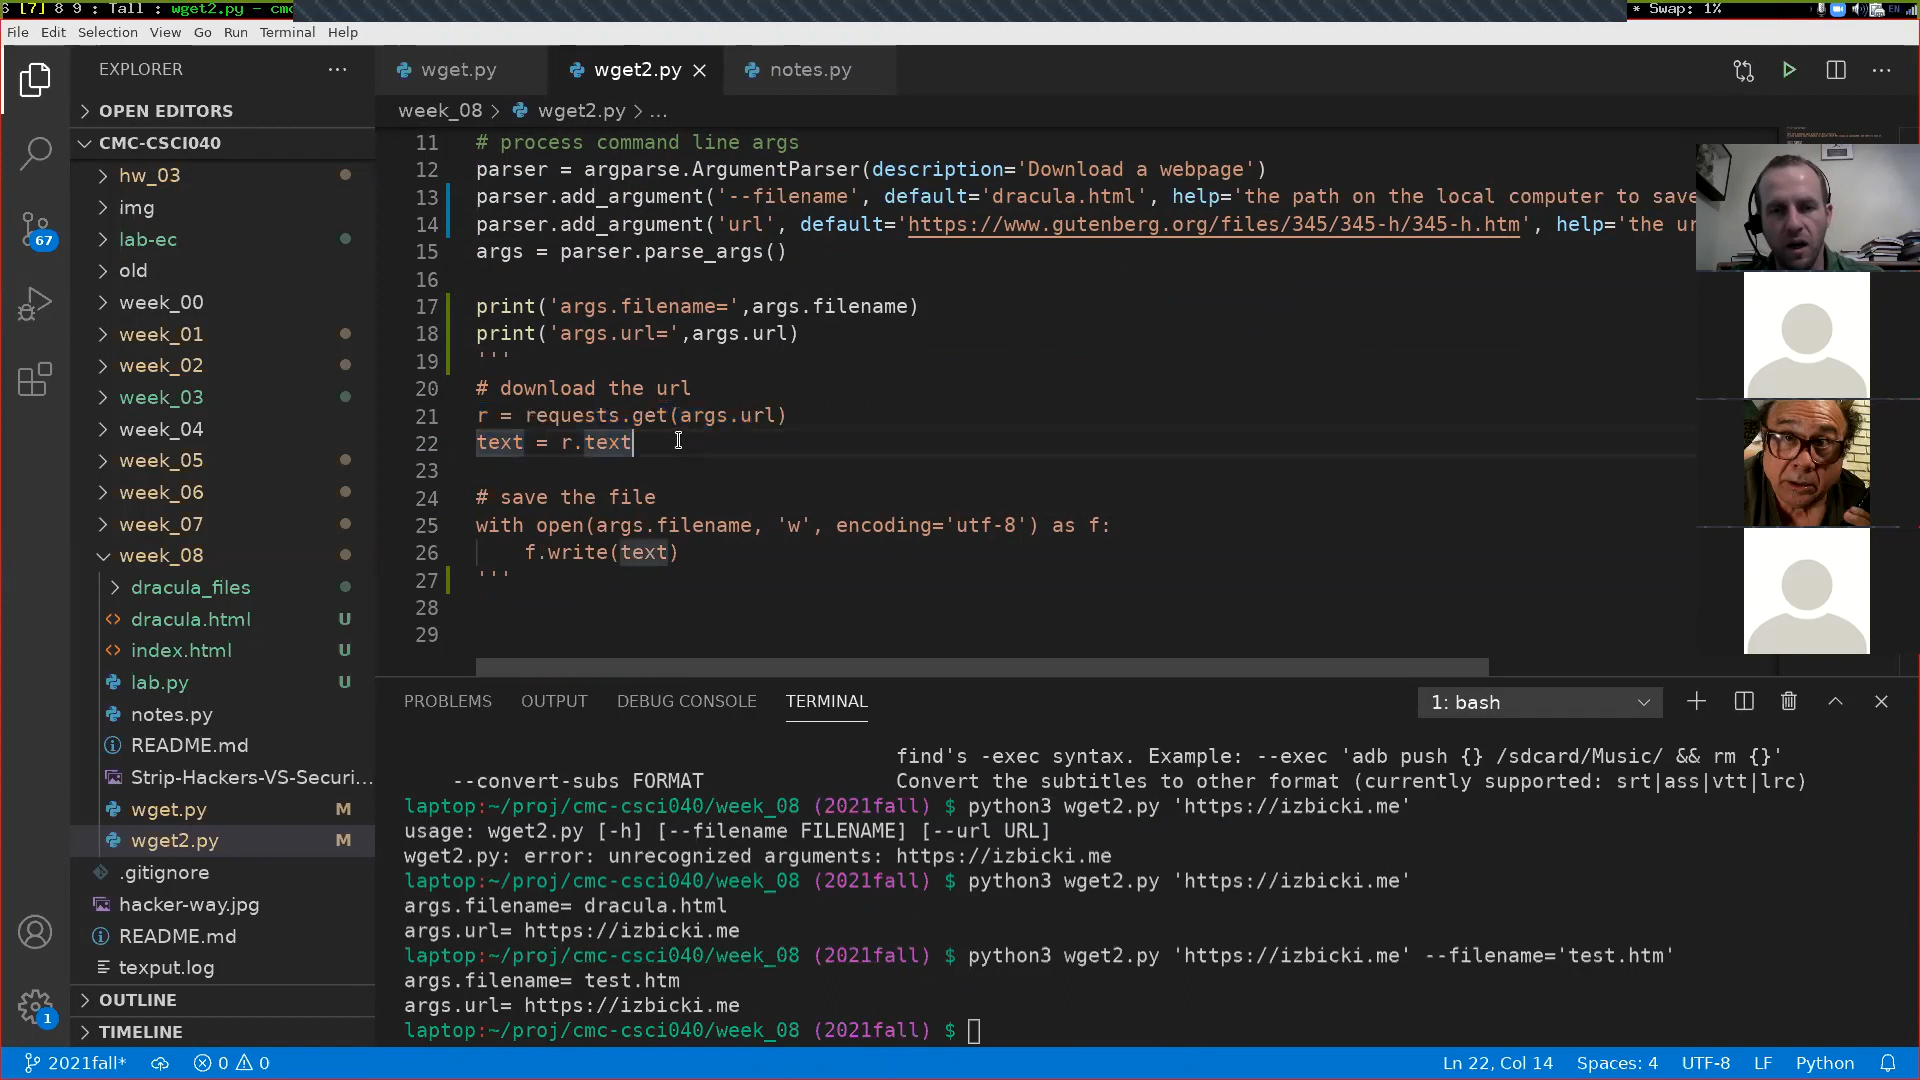 6 [7] 8 9 : Tall : wget2.py - cmc
* Swap: 1%
EN
File Edit Selection View Go Run Terminal Help
EXPLORER
OPEN EDITORS
CMC-CSCI040
hw_03
img
lab-ec
old
week_00
week_01
week_02
week_03
week_04
week_05
week_06
week_07
week_08
dracula_files
dracula.html U
index.html U
lab.py U
notes.py
README.md
Strip-Hackers-VS-Securi...
wget.py M
wget2.py M
.gitignore
hacker-way.jpg
README.md
texput.log
OUTLINE
TIMELINE
67
1
wget.py
wget2.py
notes.py
week_08 > wget2.py > ...
11 # process command line args
12 parser = argparse.ArgumentParser(description='Download a webpage')
13 parser.add_argument('--filename', default='dracula.html', help='the path on the local computer to save
14 parser.add_argument('url', default='https://www.gutenberg.org/files/345/345-h/345-h.htm', help='the ur
15 args = parser.parse_args()
16
17 print('args.filename=',args.filename)
18 print('args.url=',args.url)
19 '''
20 # download the url
21 r = requests.get(args.url)
22 text = r.text
23
24 # save the file
25 with open(args.filename, 'w', encoding='utf-8') as f:
26 f.write(text)
27 '''
28
29
PROBLEMS OUTPUT DEBUG CONSOLE TERMINAL
1: bash
find's -exec syntax. Example: --exec 'adb push {} /sdcard/Music/ && rm {}'
--convert-subs FORMAT Convert the subtitles to other format (currently supported: srt|ass|vtt|lrc)
laptop:~/proj/cmc-csci040/week_08 (2021fall) $ python3 wget2.py 'https://izbicki.me'
usage: wget2.py [-h] [--filename FILENAME] [--url URL]
wget2.py: error: unrecognized arguments: https://izbicki.me
laptop:~/proj/cmc-csci040/week_08 (2021fall) $ python3 wget2.py 'https://izbicki.me'
args.filename= dracula.html
args.url= https://izbicki.me
laptop:~/proj/cmc-csci040/week_08 (2021fall) $ python3 wget2.py 'https://izbicki.me' --filename='test.htm'
args.filename= test.htm
args.url= https://izbicki.me
laptop:~/proj/cmc-csci040/week_08 (2021fall) $
2021fall* 0 0
Ln 22, Col 14 Spaces: 4 UTF-8 LF Python